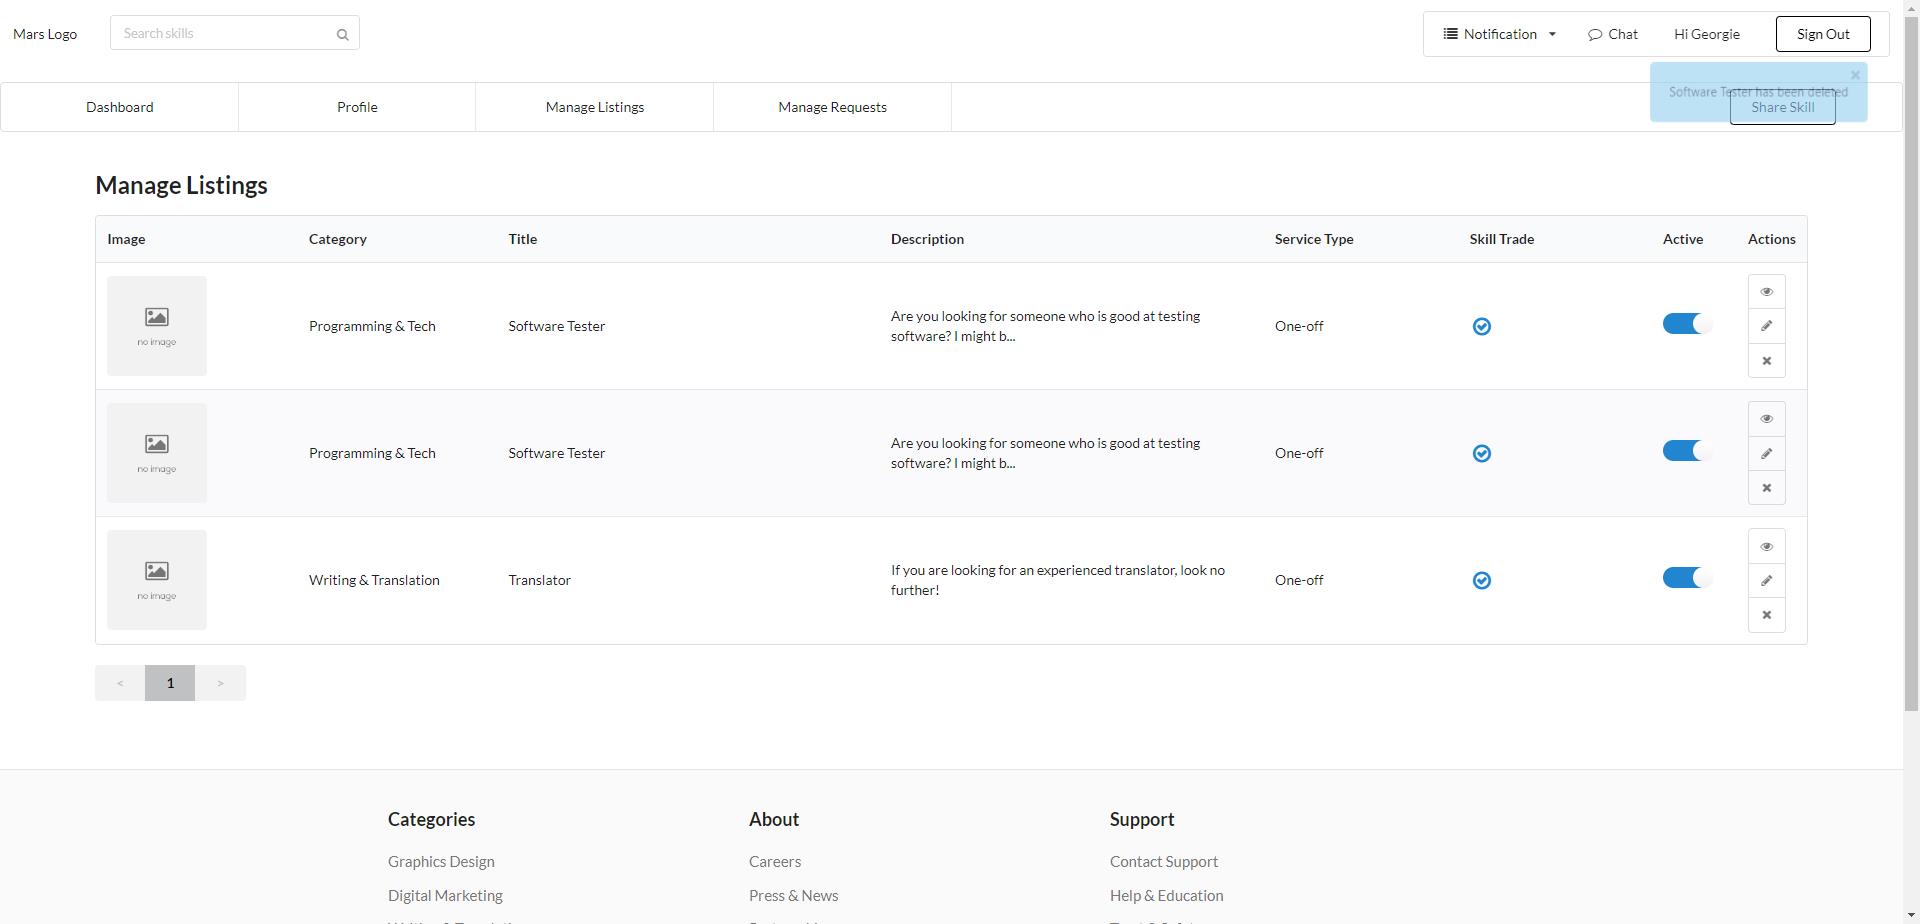 Mars Logo
Search skills
Notification
Chat
Hi Georgie
Sign Out
Software Tester has been deleted
Dashboard
Profile
Manage Listings
Manage Requests
Share Skill
Manage Listings
Image
Category
Title
Description
Service Type
Skill Trade
Active
Actions
no image
Programming & Tech
Software Tester
Are you looking for someone who is good at testing
software? I might b...
One-off
no image
Programming & Tech
Software Tester
Are you looking for someone who is good at testing
software? I might b...
One-off
no image
Writing & Translation
Translator
If you are looking for an experienced translator, look no
further!
One-off
< 1 >
Categories
About
Support
Graphics Design
Careers
Contact Support
Digital Marketing
Press & News
Help & Education